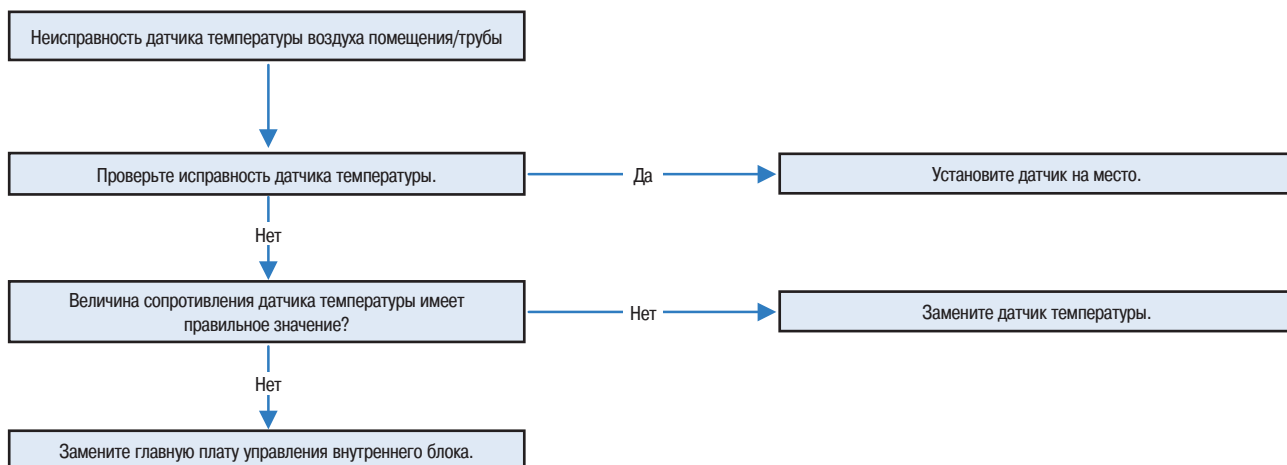 Неисправность датчика температуры воздуха помещения/трубы
Проверьте исправность датчика температуры.
Да
Установите датчик на место.
Нет
Величина сопротивления датчика температуры имеет
правильное значение?
Нет
Замените датчик температуры.
Нет
Замените главную плату управления внутреннего блока.